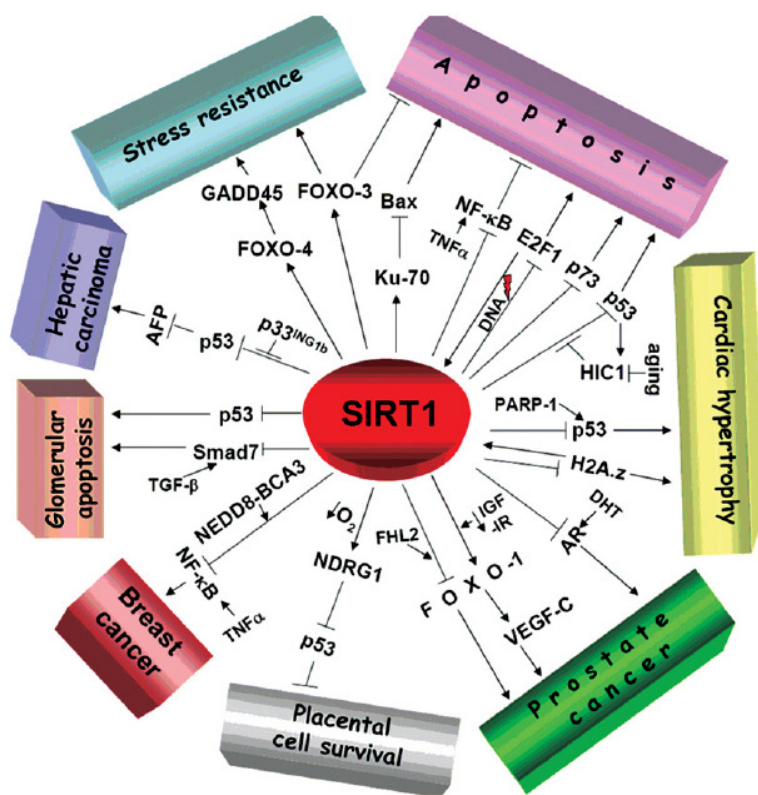 Stress resistance
Apoptosis
GADD45
FOXO-3
Bax
NF-κB
TNFα
E2F1
p73
p53
FOXO-4
Ku-70
DNA
HIC1
aging
Hepatic
carcinoma
AFP
p53
p33ING1b
Cardiac hypertrophy
SIRT1
PARP-1
p53
H2A.z
Glomerular
apoptosis
p53
Smad7
TGF-β
NEDD8-BCA3
NF-κB
TNFα
Breast
cancer
↓O2
NDRG1
p53
Placental
cell survival
FHL2
IGF
-IR
FOXO-1
VEGF-C
DHT
AR
Prostate
cancer